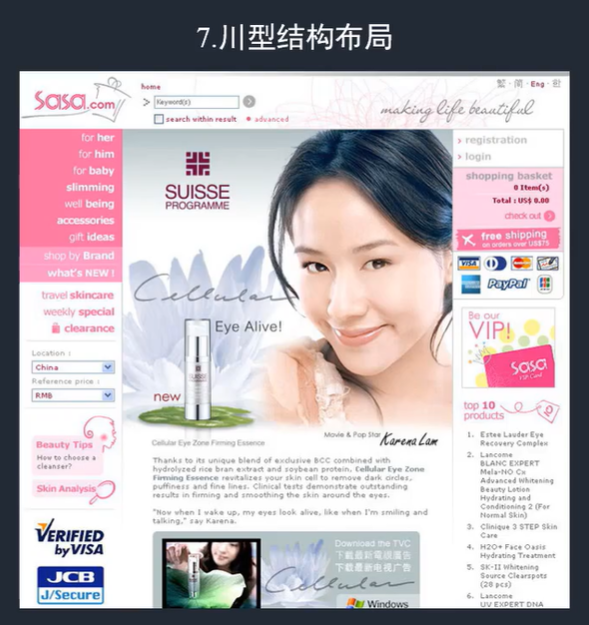 7.川型结构布局
繁 · 简 · Eng ·
sasa.com
home
Keyword(s)
search within result
advanced
making life beautiful
for her
for him
for baby
slimming
well being
accessories
gift ideas
shop by Brand
what's NEW !
travel skincare
weekly special
clearance
Location :
China
Reference price :
RMB
Beauty Tips
How to choose a
cleanser?
Skin Analysis
VERIFIED
by VISA
JCB
J/Secure
SUISSE
PROGRAMME
Cellular
Eye Alive!
SUISSE
new
Movie & Pop Star Karena Lam
Cellular Eye Zone Firming Essence
Thanks to its unique blend of exclusive BCC combined with
hydrolyzed rice bran extract and soybean protein, Cellular Eye Zone
Firming Essence revitalizes your skin cell to remove dark circles,
puffiness and fine lines. Clinical tests demonstrate outstanding
results in firming and smoothing the skin around the eyes.
"Now when I wake up, my eyes look alive, like when I'm smiling and
talking," say Karena.
Download the TVC
下載最新電視廣告
下载最新电视广告
Cellular
Windows
registration
login
shopping basket
0 Item(s)
Total : US$ 0.00
check out
free shipping
on orders over US$75
VISA
MasterCard
PayPal
JCB
Be our
VIP!
sasa
VIP Card
top 10
products
1. Estee Lauder Eye
Recovery Complex
2. Lancome
BLANC EXPERT
Mela-NO Cx
Advanced Whitening
Beauty Lotion
Hydrating and
Conditioning 2 (For
Normal Skin)
3. Clinique 3 STEP Skin
Care
4. H2O+ Face Oasis
Hydrating Treatment
5. SK-II Whitening
Source Clearspots
(28 pcs)
6. Lancome
UV EXPERT DNA